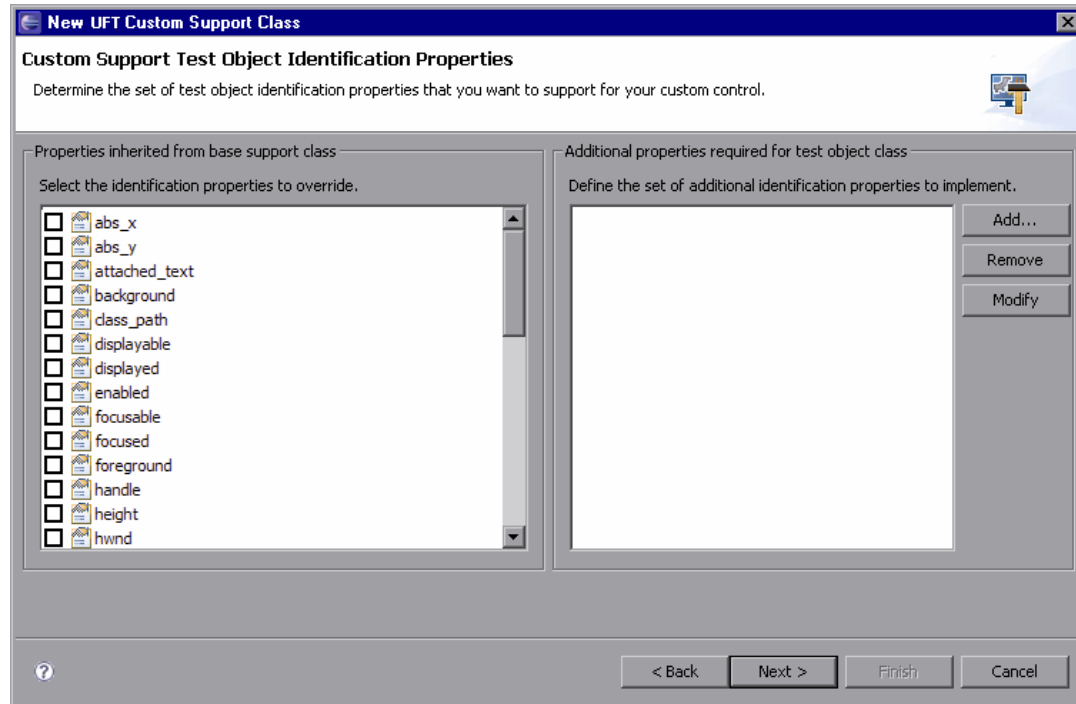 New UFT Custom Support Class
Custom Support Test Object Identification Properties
Determine the set of test object identification properties that you want to support for your custom control.
Properties inherited from base support class
Select the identification properties to override.
abs_x
abs_y
attached_text
background
class_path
displayable
displayed
enabled
focusable
focused
foreground
handle
height
hwnd
Additional properties required for test object class
Define the set of additional identification properties to implement.
Add...
Remove
Modify
?
< Back
Next >
Finish
Cancel